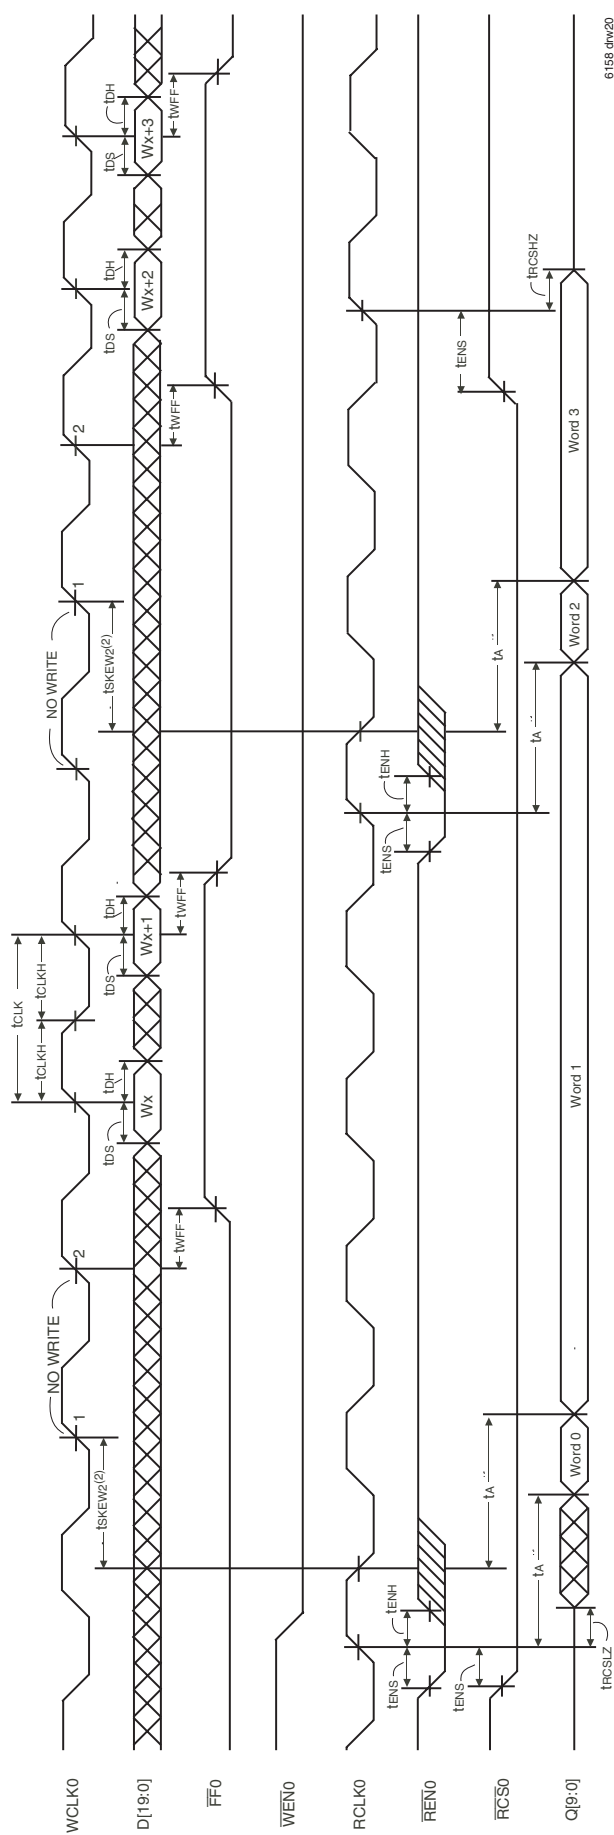 tCLK
tCLKH tCLKH
NO WRITE NO WRITE
WCLK0 1 2 1 2
tSKEW2(2) tDS tDH tDS tDH tSKEW2(2) tDS tDH tDS tDH
D[19:0] Wx Wx+1 Wx+2 Wx+3
tWFF tWFF tWFF tWFF
FF0
WEN0
RCLK0
tENS tENH tENS tENH
REN0
tENS tENS
RCS0 tA tA
tA tA tRCSHZ
Q[9:0] Word 0 Word 1 Word 2 Word 3
tRCSLZ
6158 drw20